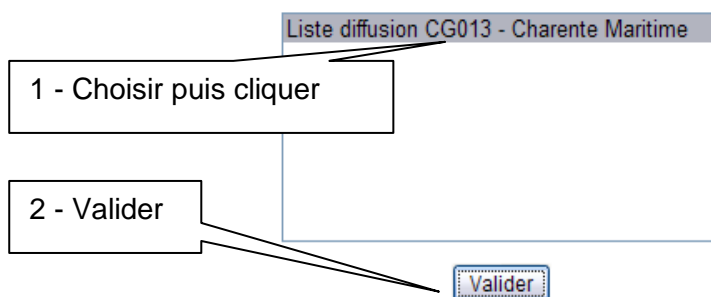 Liste diffusion CG013 - Charente Maritime
1 - Choisir puis cliquer
2 - Valider
Valider